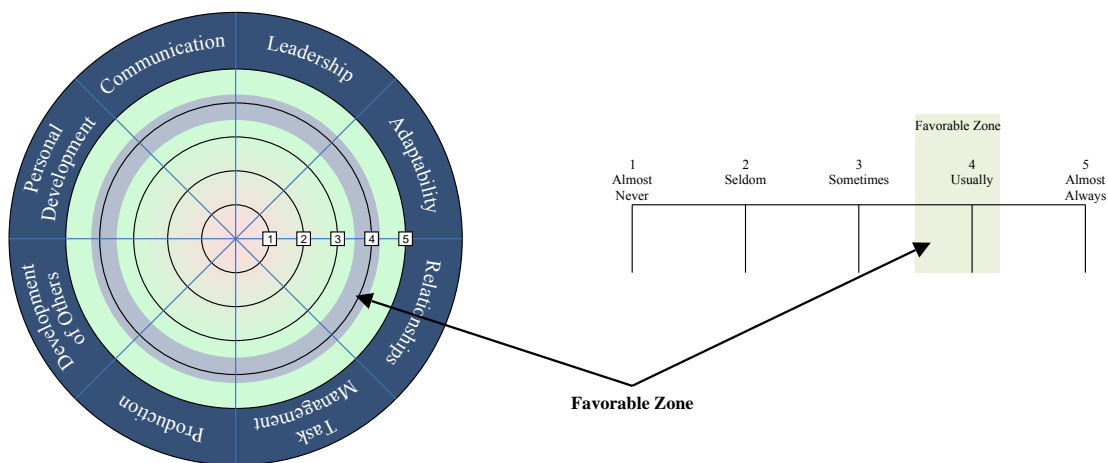 Communication
Leadership
Adaptability
Relationships
Task
Management
Production
Development
of Others
Personal
Development
1
2
3
4
5
Favorable Zone
1
Almost
Never
2
Seldom
3
Sometimes
4
Usually
5
Almost
Always
Favorable Zone